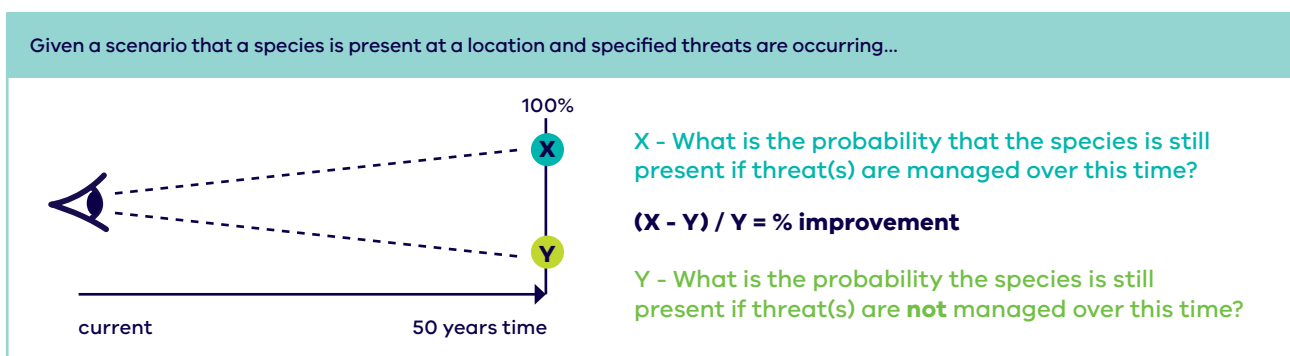 Given a scenario that a species is present at a location and specified threats are occurring...
100%
X
Y
current
50 years time
X - What is the probability that the species is still
present if threat(s) are managed over this time?
(X - Y) / Y = % improvement
Y - What is the probability the species is still
present if threat(s) are not managed over this time?